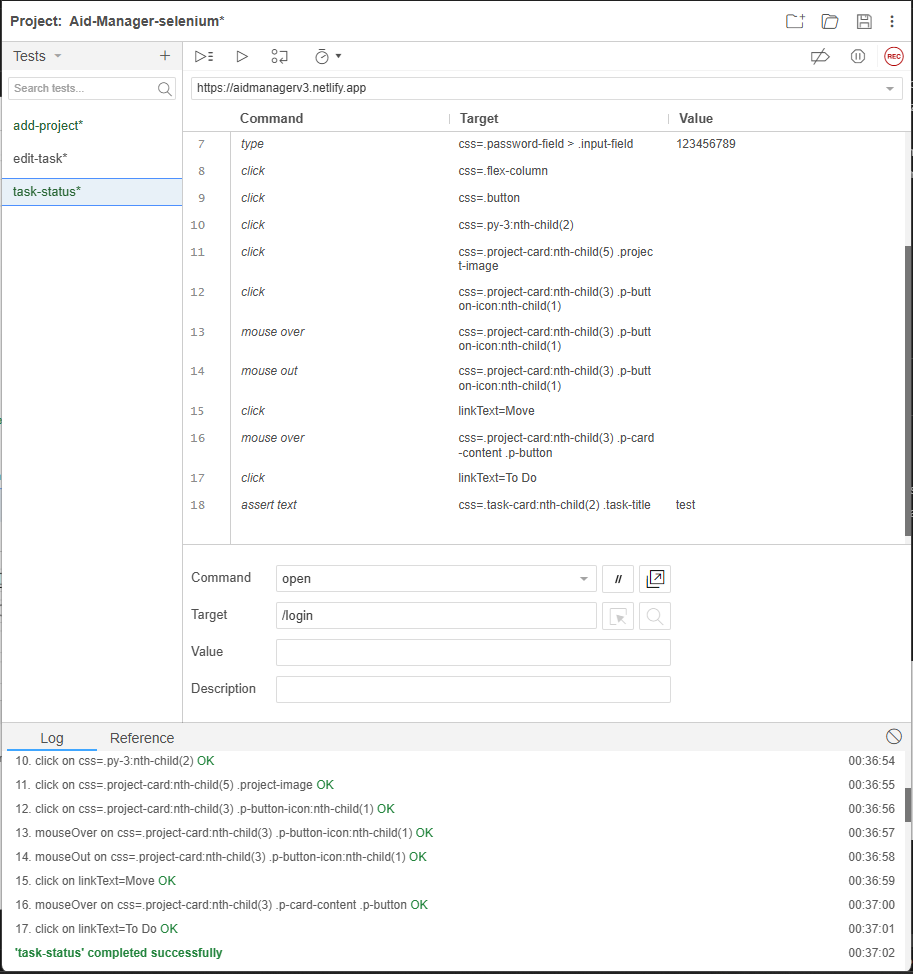 Project: Aid-Manager-selenium*
Tests
+
REC
Search tests...
https://aidmanagerv3.netlify.app
add-project*
edit-task*
task-status*
Command Target Value
7 type css=.password-field > .input-field 123456789
8 click css=.flex-column
9 click css=.button
10 click css=.py-3:nth-child(2)
11 click css=.project-card:nth-child(5) .projec
t-image
12 click css=.project-card:nth-child(3) .p-butt
on-icon:nth-child(1)
13 mouse over css=.project-card:nth-child(3) .p-butt
on-icon:nth-child(1)
14 mouse out css=.project-card:nth-child(3) .p-butt
on-icon:nth-child(1)
15 click linkText=Move
16 mouse over css=.project-card:nth-child(3) .p-card
-content .p-button
17 click linkText=To Do
18 assert text css=.task-card:nth-child(2) .task-title test
Command open //
Target /login
Value
Description
Log Reference
10. click on css=.py-3:nth-child(2) OK 00:36:54
11. click on css=.project-card:nth-child(5) .project-image OK 00:36:55
12. click on css=.project-card:nth-child(3) .p-button-icon:nth-child(1) OK 00:36:56
13. mouseOver on css=.project-card:nth-child(3) .p-button-icon:nth-child(1) OK 00:36:57
14. mouseOut on css=.project-card:nth-child(3) .p-button-icon:nth-child(1) OK 00:36:58
15. click on linkText=Move OK 00:36:59
16. mouseOver on css=.project-card:nth-child(3) .p-card-content .p-button OK 00:37:00
17. click on linkText=To Do OK 00:37:01
'task-status' completed successfully 00:37:02